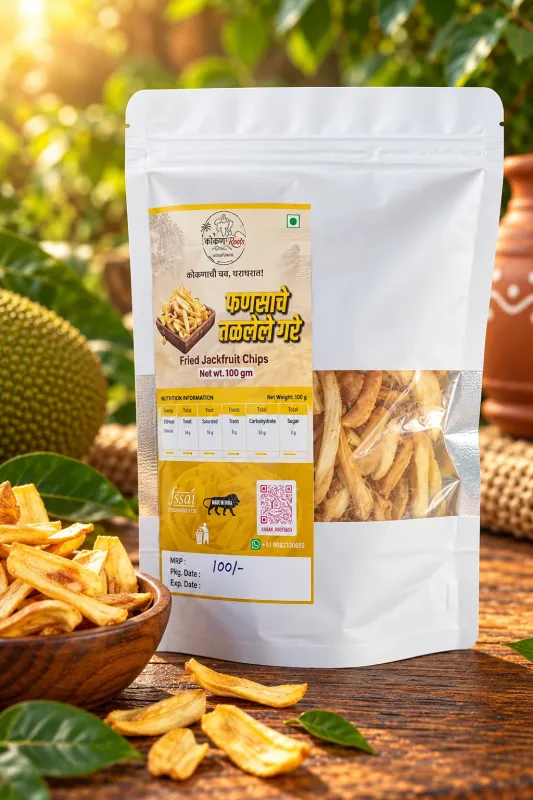 कोकण Roots
कोकणाची चव, घराघरात!
फणसाचे
तळलेले गरे
Fried Jackfruit Chips
Net wt. 100 gm
NUTRITION INFORMATION
Net Weight: 100 g
Energy Total Total Trans Total Total
Saturated Trans Carbohydrate Sugar
fssai
MADE IN INDIA
+91 9082330655
MRP : 100/-
Pkg. Date :
Exp. Date :